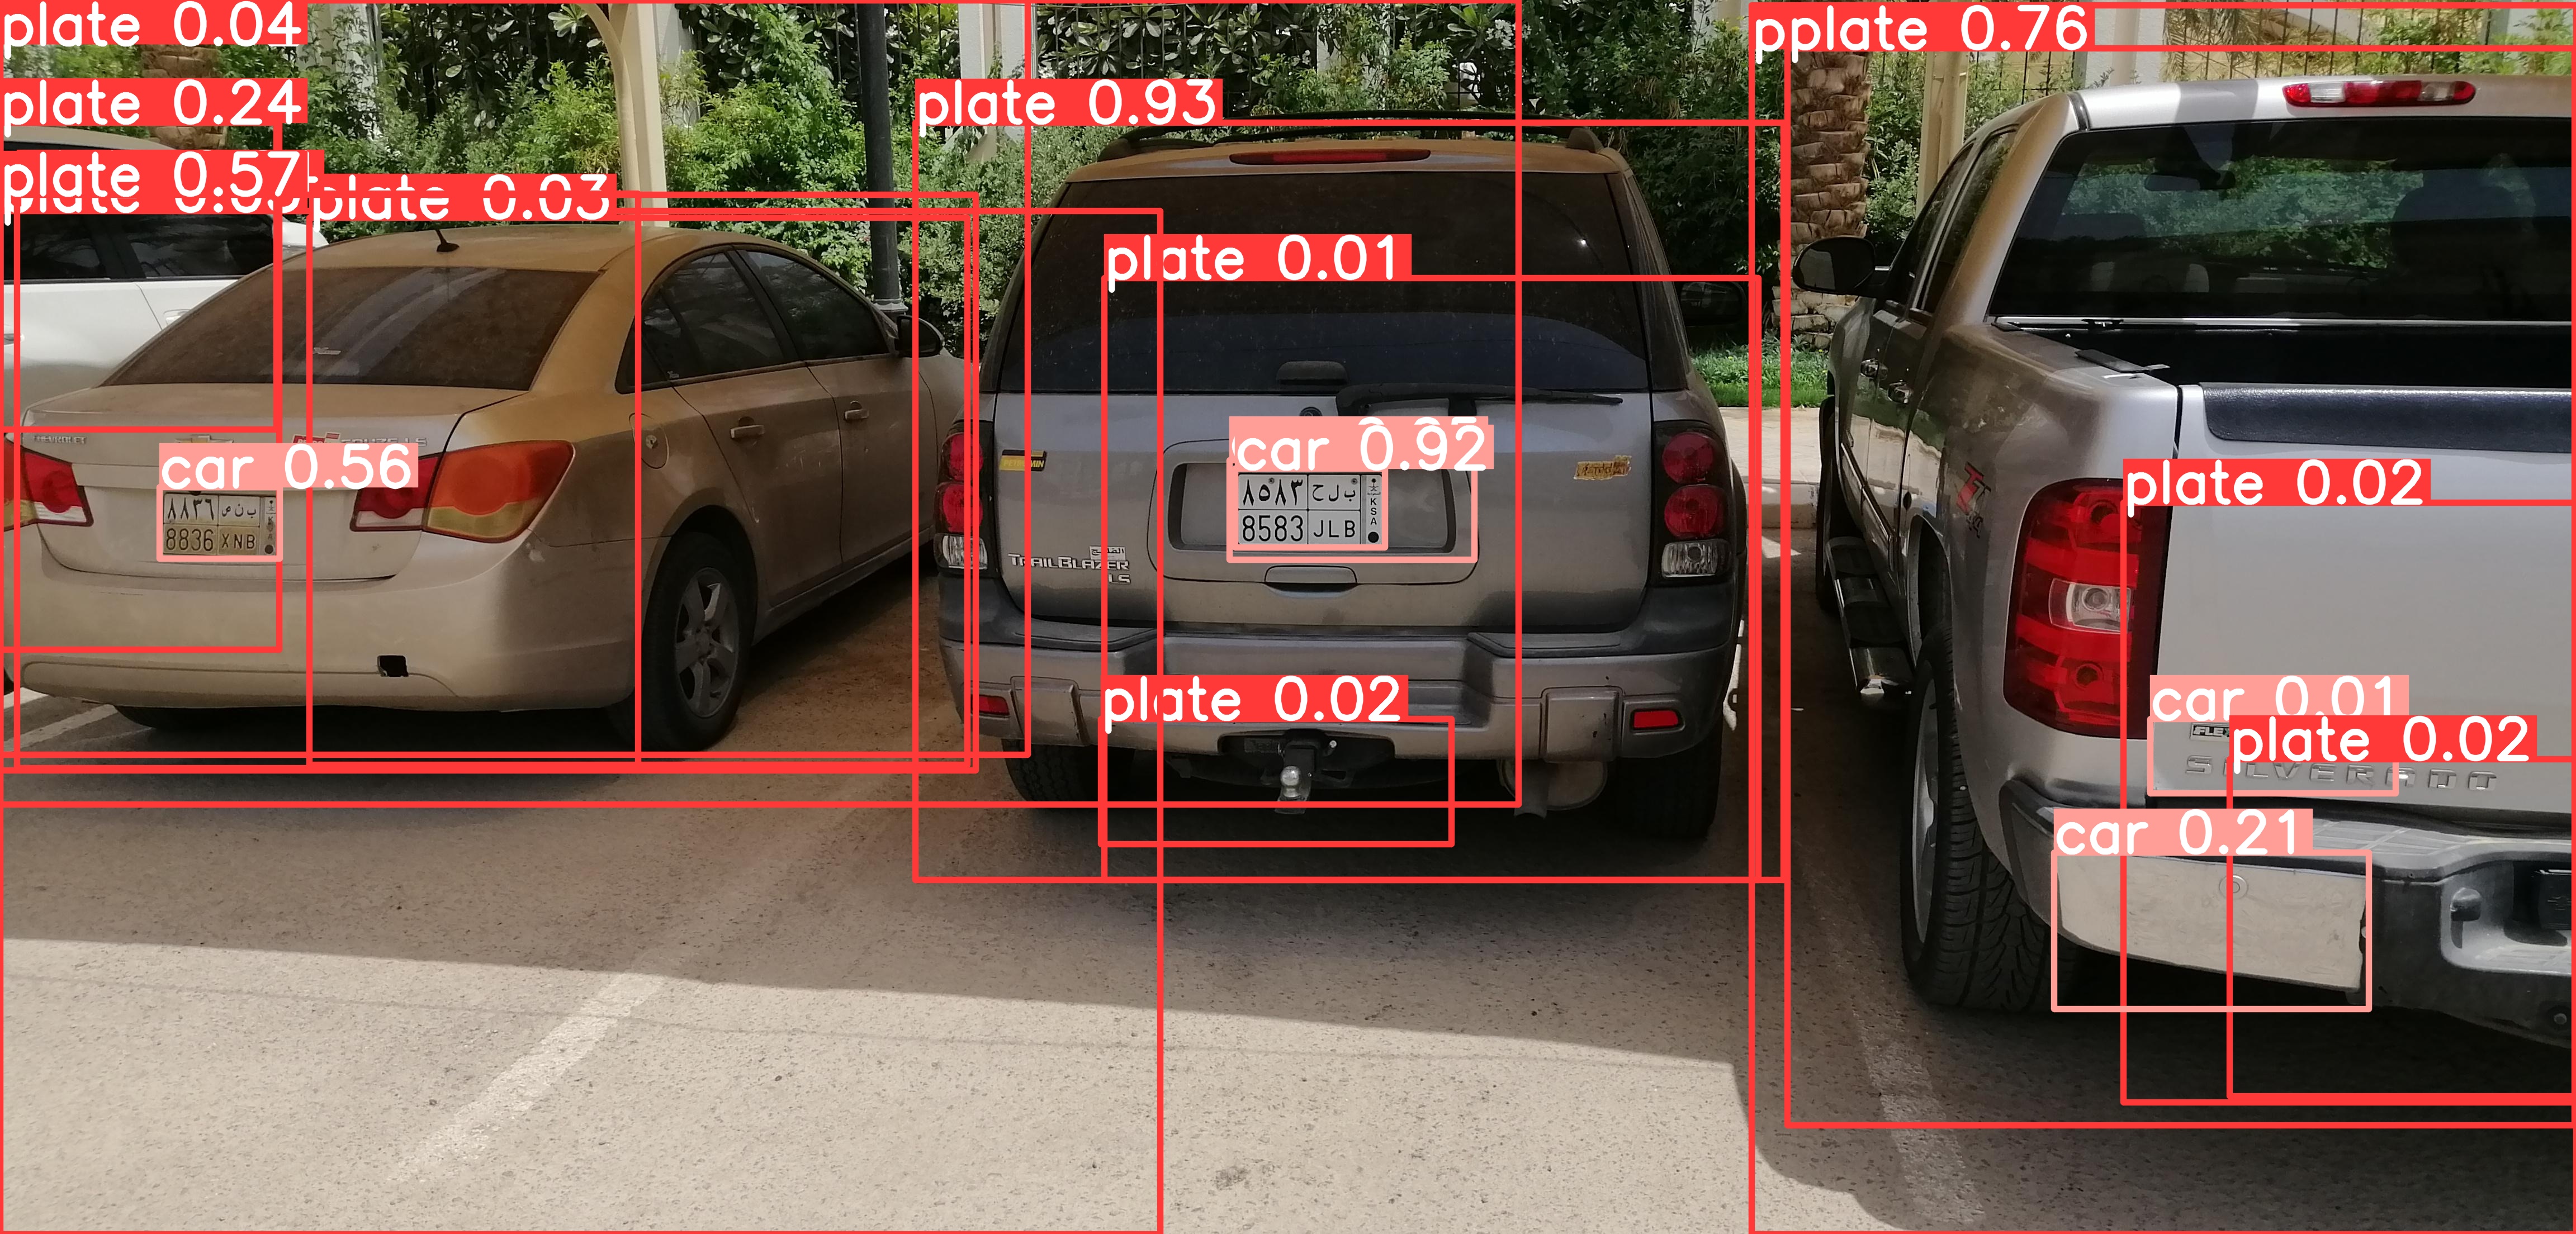 plate 0.04
plate 0.24
plate 0.57
plate 0.03
plate 0.93
pplate 0.76
plate 0.01
car 0.56
٨٨٣٦ ب ن ص
8836 XNB
car 0.92
٨٥٨٣ ب ل ح
8583 JLB
KSA
TRAILBLAZER
LS
plate 0.02
plate 0.02
car 0.01
plate 0.02
SILVERADO
car 0.21